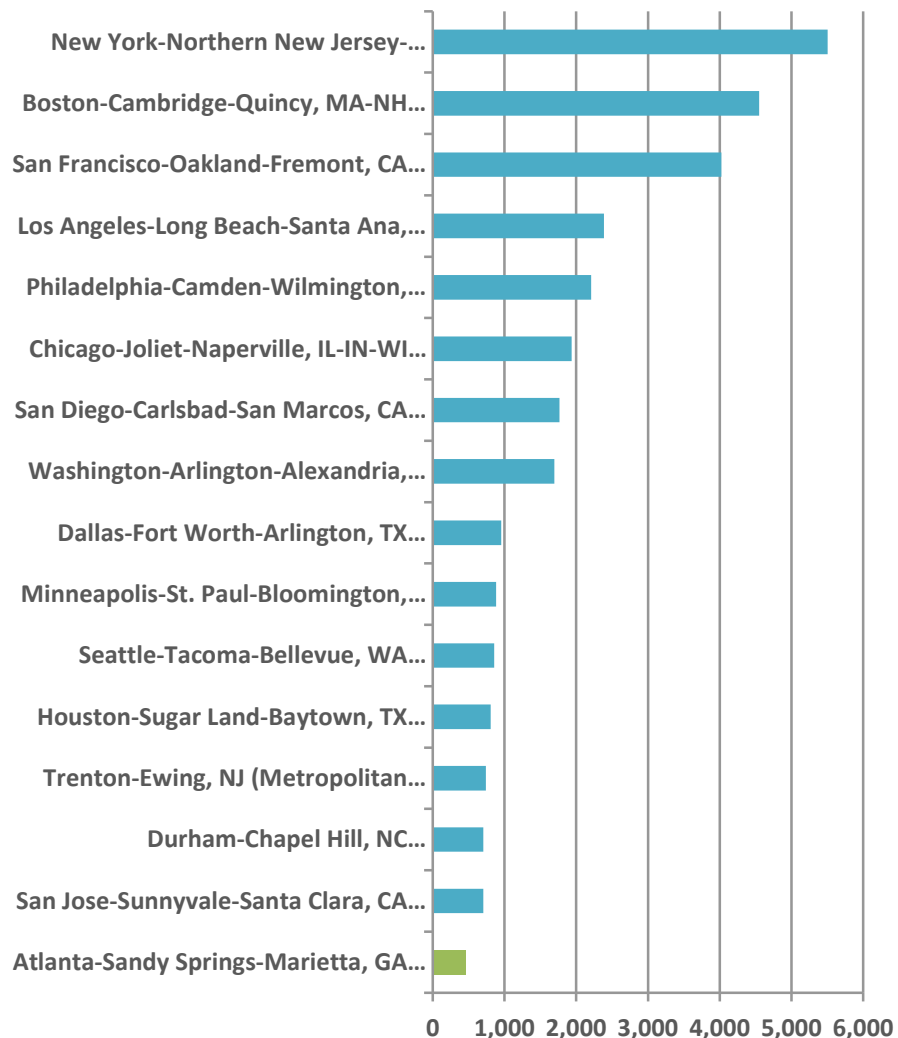 New York-Northern New Jersey-...
Boston-Cambridge-Quincy, MA-NH...
San Francisco-Oakland-Fremont, CA...
Los Angeles-Long Beach-Santa Ana,...
Philadelphia-Camden-Wilmington,...
Chicago-Joliet-Naperville, IL-IN-WI...
San Diego-Carlsbad-San Marcos, CA...
Washington-Arlington-Alexandria,...
Dallas-Fort Worth-Arlington, TX...
Minneapolis-St. Paul-Bloomington,...
Seattle-Tacoma-Bellevue, WA...
Houston-Sugar Land-Baytown, TX...
Trenton-Ewing, NJ (Metropolitan...
Durham-Chapel Hill, NC...
San Jose-Sunnyvale-Santa Clara, CA...
Atlanta-Sandy Springs-Marietta, GA...
0 1,000 2,000 3,000 4,000 5,000 6,000